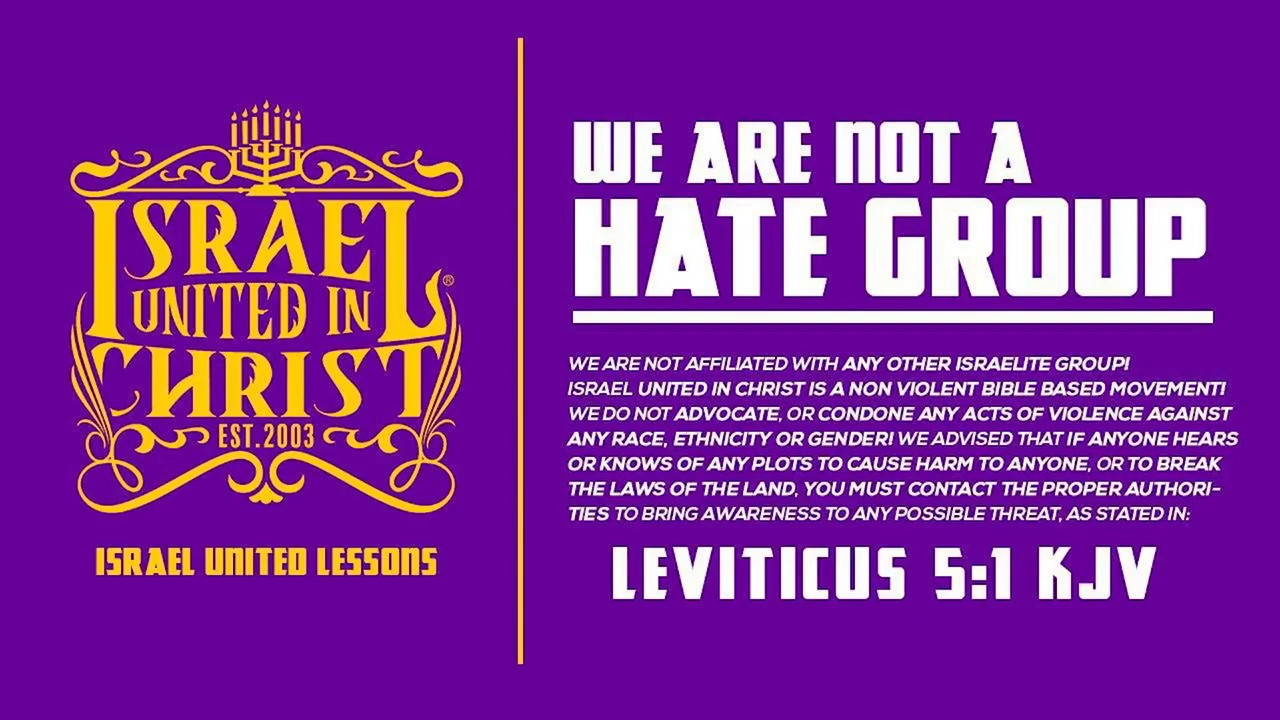 ISRAEL
UNITED IN
CHRIST
®
EST.2003
ISRAEL UNITED LESSONS
WE ARE NOT A
HATE GROUP
WE ARE NOT AFFILIATED WITH ANY OTHER ISRAELITE GROUP!
ISRAEL UNITED IN CHRIST IS A NON VIOLENT BIBLE BASED MOVEMENT!
WE DO NOT ADVOCATE, OR CONDONE ANY ACTS OF VIOLENCE AGAINST
ANY RACE, ETHNICITY OR GENDER! WE ADVISED THAT IF ANYONE HEARS
OR KNOWS OF ANY PLOTS TO CAUSE HARM TO ANYONE, OR TO BREAK
THE LAWS OF THE LAND, YOU MUST CONTACT THE PROPER AUTHORI-
TIES TO BRING AWARENESS TO ANY POSSIBLE THREAT, AS STATED IN:
LEVITICUS 5:1 KJV